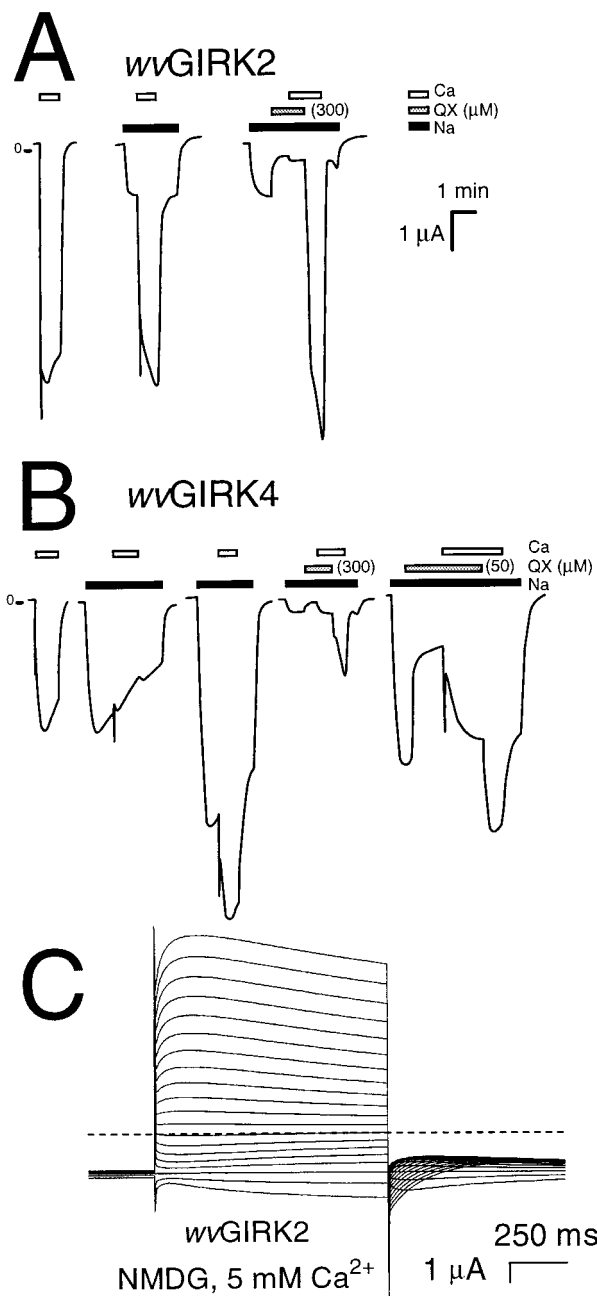 A
wvGIRK2
Ca
(300) QX (μM)
Na
0
1 min
1 μA
B
wvGIRK4
Ca
(300) (50) QX (μM)
Na
0
C
wvGIRK2
NMDG, 5 mM Ca²⁺
250 ms
1 μA